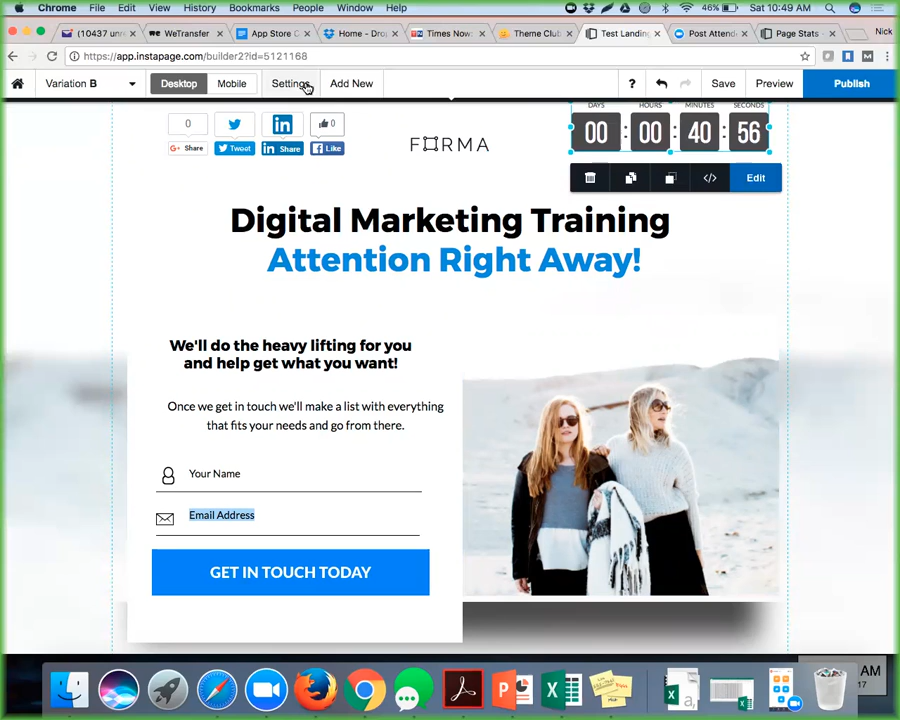 Chrome File Edit View History Bookmarks People Window Help 46% Sat 10:49 AM
(10437 unr WeTransfer App Store C Home - Drop Times Now: Theme Club Test Landing Post Attend Page Stats - Nick
https://app.instapage.com/builder2?id=5121168
Variation B Desktop Mobile Settings Add New ? Save Preview Publish
DAYS HOURS MINUTES SECONDS
00 : 00 : 40 : 56
0 0
G+ Share Tweet in Share Like
FORMA
Edit
Digital Marketing Training
Attention Right Away!
We'll do the heavy lifting for you
and help get what you want!
Once we get in touch we'll make a list with everything
that fits your needs and go from there.
Your Name
Email Address
GET IN TOUCH TODAY
AM
17